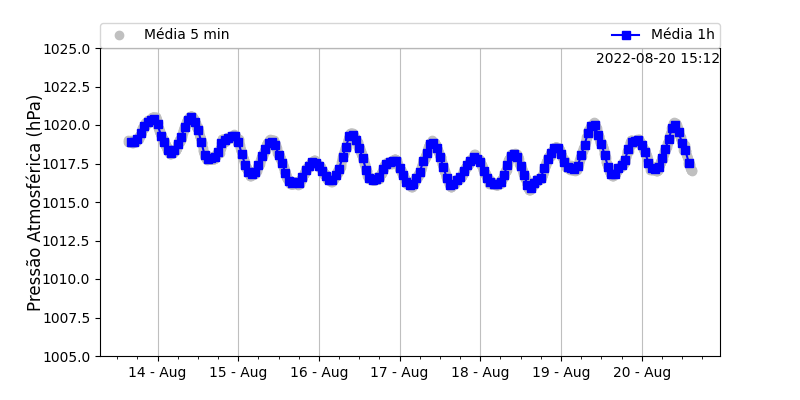 Média 5 min
Média 1h
2022-08-20 15:12
Pressão Atmosférica (hPa)
1025.0
1022.5
1020.0
1017.5
1015.0
1012.5
1010.0
1007.5
1005.0
14 - Aug
15 - Aug
16 - Aug
17 - Aug
18 - Aug
19 - Aug
20 - Aug